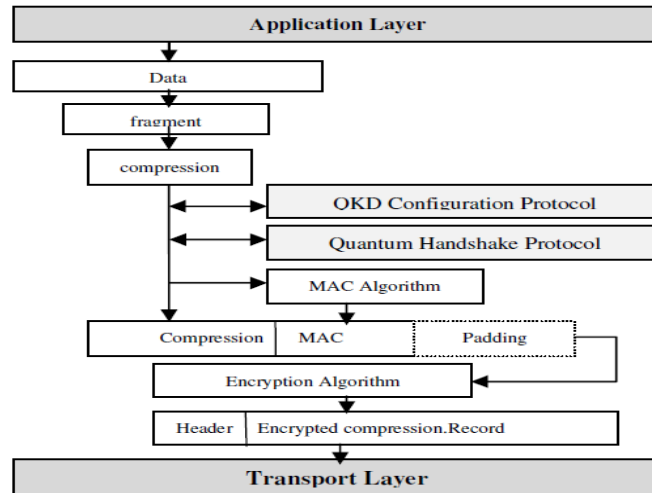 Application Layer
Data
fragment
compression
QKD Configuration Protocol
Quantum Handshake Protocol
MAC Algorithm
Compression MAC Padding
Encryption Algorithm
Header Encrypted compression.Record
Transport Layer